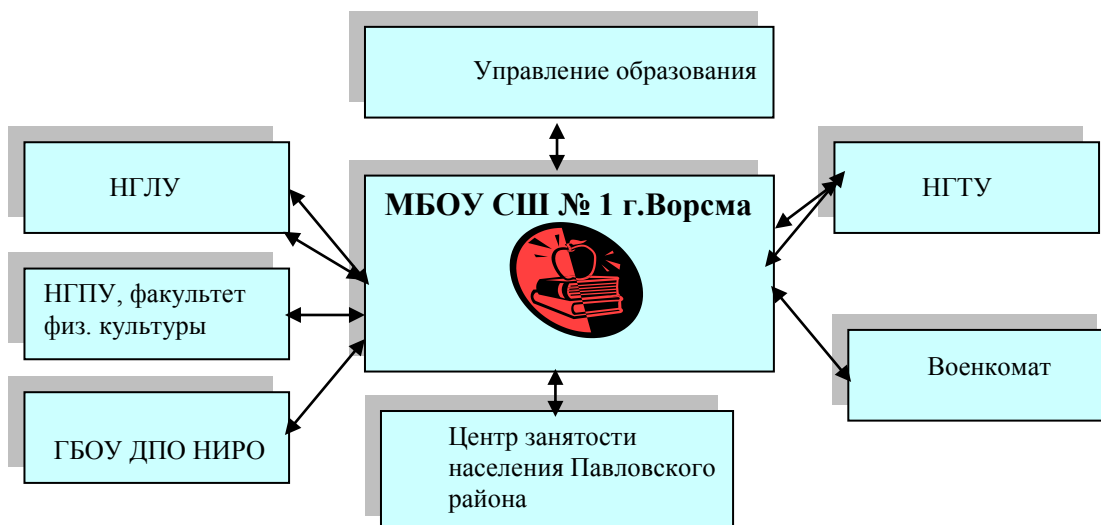 Управление образования
НГЛУ
МБОУ СШ № 1 г.Ворсма
НГТУ
НГПУ, факультет
физ. культуры
Военкомат
ГБОУ ДПО НИРО
Центр занятости
населения Павловского
района